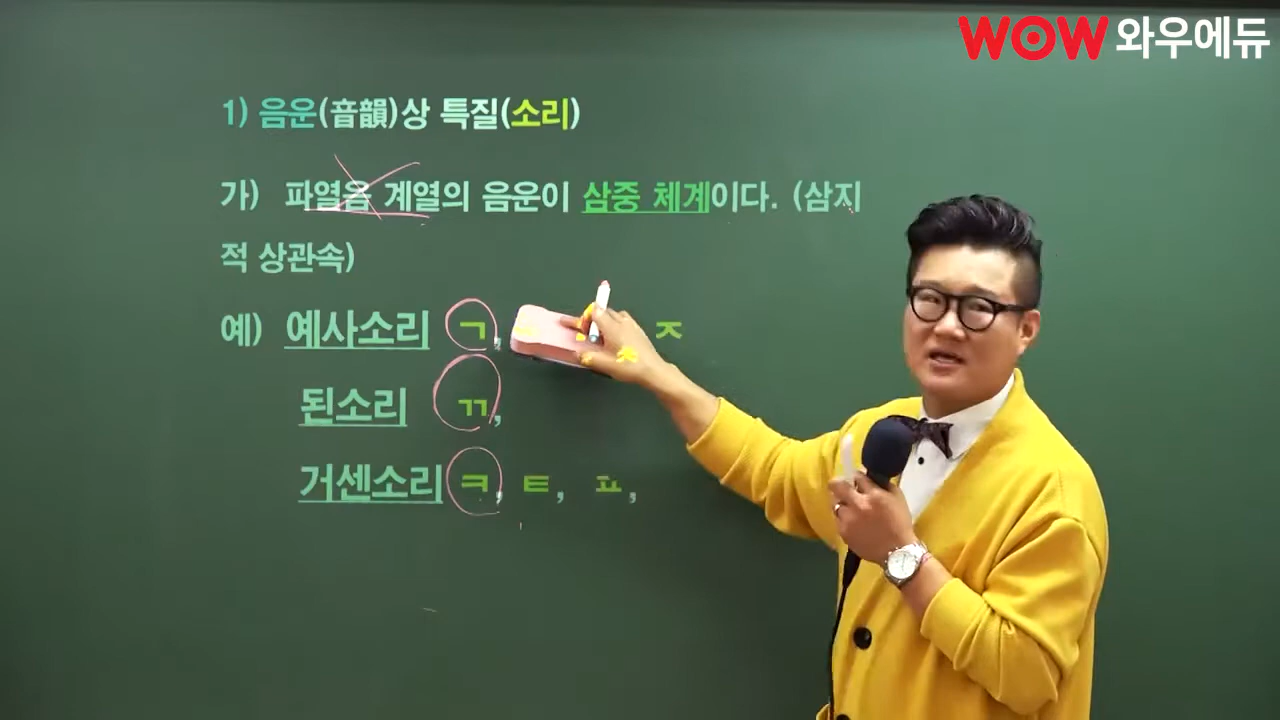 WOW 와우에듀
1) 음운(音韻)상 특질(소리)
가) 파열음 계열의 음운이 삼중 체계이다. (삼지
적 상관속)
예) 예사소리 ㄱ, ㅈ
된소리 ㄲ,
거센소리 ㅋ, ㅌ, ㅍ,